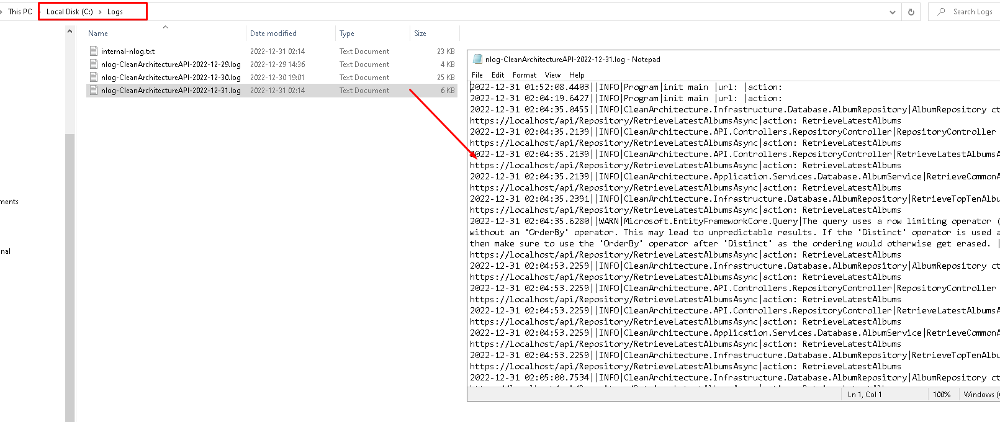 This PC
Local Disk (C:)
Logs
Search Logs
Name Date modified Type Size
internal-nlog.txt 2022-12-31 02:14 Text Document 23 KB
nlog-CleanArchitectureAPI-2022-12-29.log 2022-12-29 14:36 Text Document 4 KB
nlog-CleanArchitectureAPI-2022-12-30.log 2022-12-30 19:01 Text Document 25 KB
nlog-CleanArchitectureAPI-2022-12-31.log 2022-12-31 02:14 Text Document 6 KB
ments
nal
nlog-CleanArchitectureAPI-2022-12-31.log - Notepad
File Edit Format View Help
2022-12-31 01:52:08.4403||INFO|Program|init main |url: |action:
2022-12-31 02:04:19.6427||INFO|Program|init main |url: |action:
2022-12-31 02:04:35.0455||INFO|CleanArchitecture.Infrastructure.Database.AlbumRepository|AlbumRepository ct
https://localhost/api/Repository/RetrieveLatestAlbumsAsync|action: RetrieveLatestAlbums
2022-12-31 02:04:35.2139||INFO|CleanArchitecture.API.Controllers.RepositoryController|RepositoryController
https://localhost/api/Repository/RetrieveLatestAlbumsAsync|action: RetrieveLatestAlbums
2022-12-31 02:04:35.2139||INFO|CleanArchitecture.API.Controllers.RepositoryController|RetrieveLatestAlbumsA
https://localhost/api/Repository/RetrieveLatestAlbumsAsync|action: RetrieveLatestAlbums
2022-12-31 02:04:35.2139||INFO|CleanArchitecture.Application.Services.Database.AlbumService|RetrieveCommonA
https://localhost/api/Repository/RetrieveLatestAlbumsAsync|action: RetrieveLatestAlbums
2022-12-31 02:04:35.2391||INFO|CleanArchitecture.Infrastructure.Database.AlbumRepository|RetrieveTopTenAlbu
https://localhost/api/Repository/RetrieveLatestAlbumsAsync|action: RetrieveLatestAlbums
2022-12-31 02:04:35.6280||WARN|Microsoft.EntityFrameworkCore.Query|The query uses a row limiting operator (
without an 'OrderBy' operator. This may lead to unpredictable results. If the 'Distinct' operator is used a
then make sure to use the 'OrderBy' operator after 'Distinct' as the ordering would otherwise get erased. |
https://localhost/api/Repository/RetrieveLatestAlbumsAsync|action: RetrieveLatestAlbums
2022-12-31 02:04:53.2259||INFO|CleanArchitecture.Infrastructure.Database.AlbumRepository|AlbumRepository ct
https://localhost/api/Repository/RetrieveLatestAlbumsAsync|action: RetrieveLatestAlbums
2022-12-31 02:04:53.2259||INFO|CleanArchitecture.API.Controllers.RepositoryController|RepositoryController
https://localhost/api/Repository/RetrieveLatestAlbumsAsync|action: RetrieveLatestAlbums
2022-12-31 02:04:53.2259||INFO|CleanArchitecture.API.Controllers.RepositoryController|RetrieveLatestAlbumsA
https://localhost/api/Repository/RetrieveLatestAlbumsAsync|action: RetrieveLatestAlbums
2022-12-31 02:04:53.2259||INFO|CleanArchitecture.Application.Services.Database.AlbumService|RetrieveCommonA
https://localhost/api/Repository/RetrieveLatestAlbumsAsync|action: RetrieveLatestAlbums
2022-12-31 02:04:53.2259||INFO|CleanArchitecture.Infrastructure.Database.AlbumRepository|RetrieveTopTenAlbu
https://localhost/api/Repository/RetrieveLatestAlbumsAsync|action: RetrieveLatestAlbums
2022-12-31 02:05:00.7534||INFO|CleanArchitecture.Infrastructure.Database.AlbumRepository|AlbumRepository ct
Ln 1, Col 1
100%
Windows (